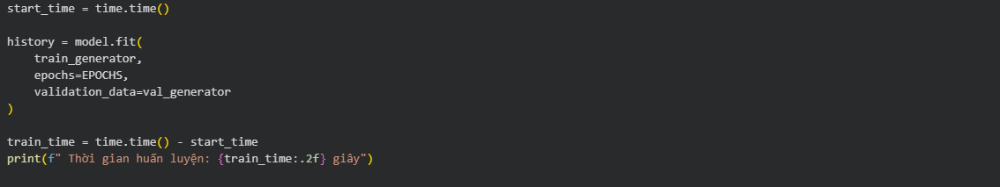 start_time = time.time()
history = model.fit(
    train_generator,
    epochs=EPOCHS,
    validation_data=val_generator
)
train_time = time.time() - start_time
print(f" Thời gian huấn luyện: {train_time:.2f} giây")